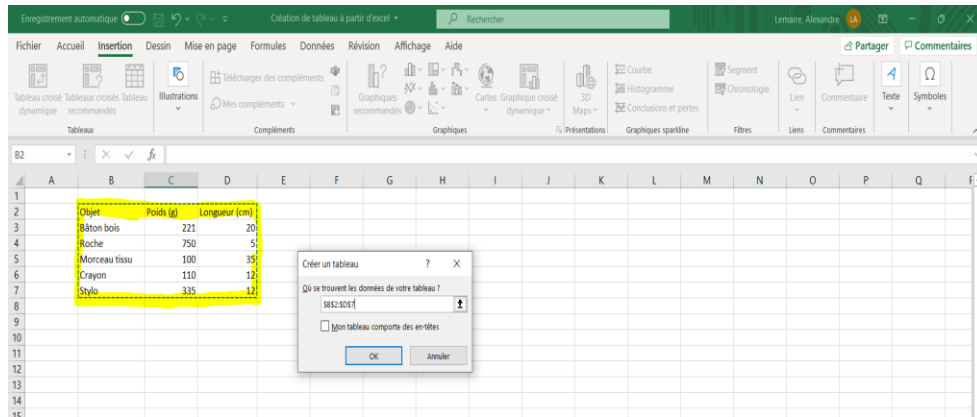 Enregistrement automatique Création de tableau à partir d'excel Rechercher Lemaire, Alexandre LA
Fichier Accueil Insertion Dessin Mise en page Formules Données Révision Affichage Aide Partager Commentaires
Tableau croisé dynamique
Tableaux croisés recommandés
Tableau
Illustrations
Télécharger des compléments
Mes compléments
Graphiques recommandés
Cartes
Graphique croisé dynamique
3D Maps
Courbe
Histogramme
Conclusions et pertes
Segment
Chronologie
Lien
Commentaire
Texte
Symboles
Tableaux Compléments Graphiques Présentations Graphiques sparkline Filtres Liens Commentaires
B2 fx
A B C D E F G H I J K L M N O P Q
1
2 Objet Poids (g) Longueur (cm)
3 Bâton bois 221 20
4 Roche 750 5
5 Morceau tissu 100 35
6 Crayon 110 12
7 Stylo 335 12
8
9
10
11
12
13
14
15
Créer un tableau ? X
Où se trouvent les données de votre tableau ?
$B$2:$D$7
Mon tableau comporte des en-têtes
OK Annuler